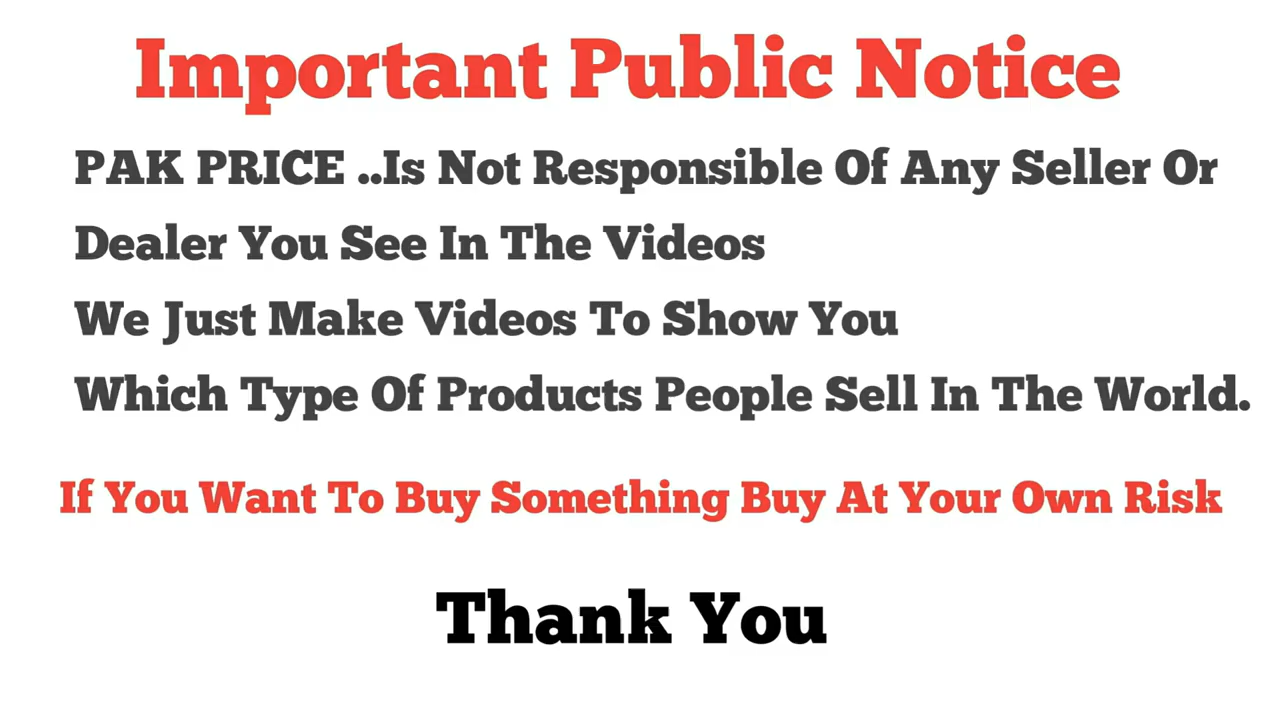 Important Public Notice
PAK PRICE ..Is Not Responsible Of Any Seller Or
Dealer You See In The Videos
We Just Make Videos To Show You
Which Type Of Products People Sell In The World.
If You Want To Buy Something Buy At Your Own Risk
Thank You